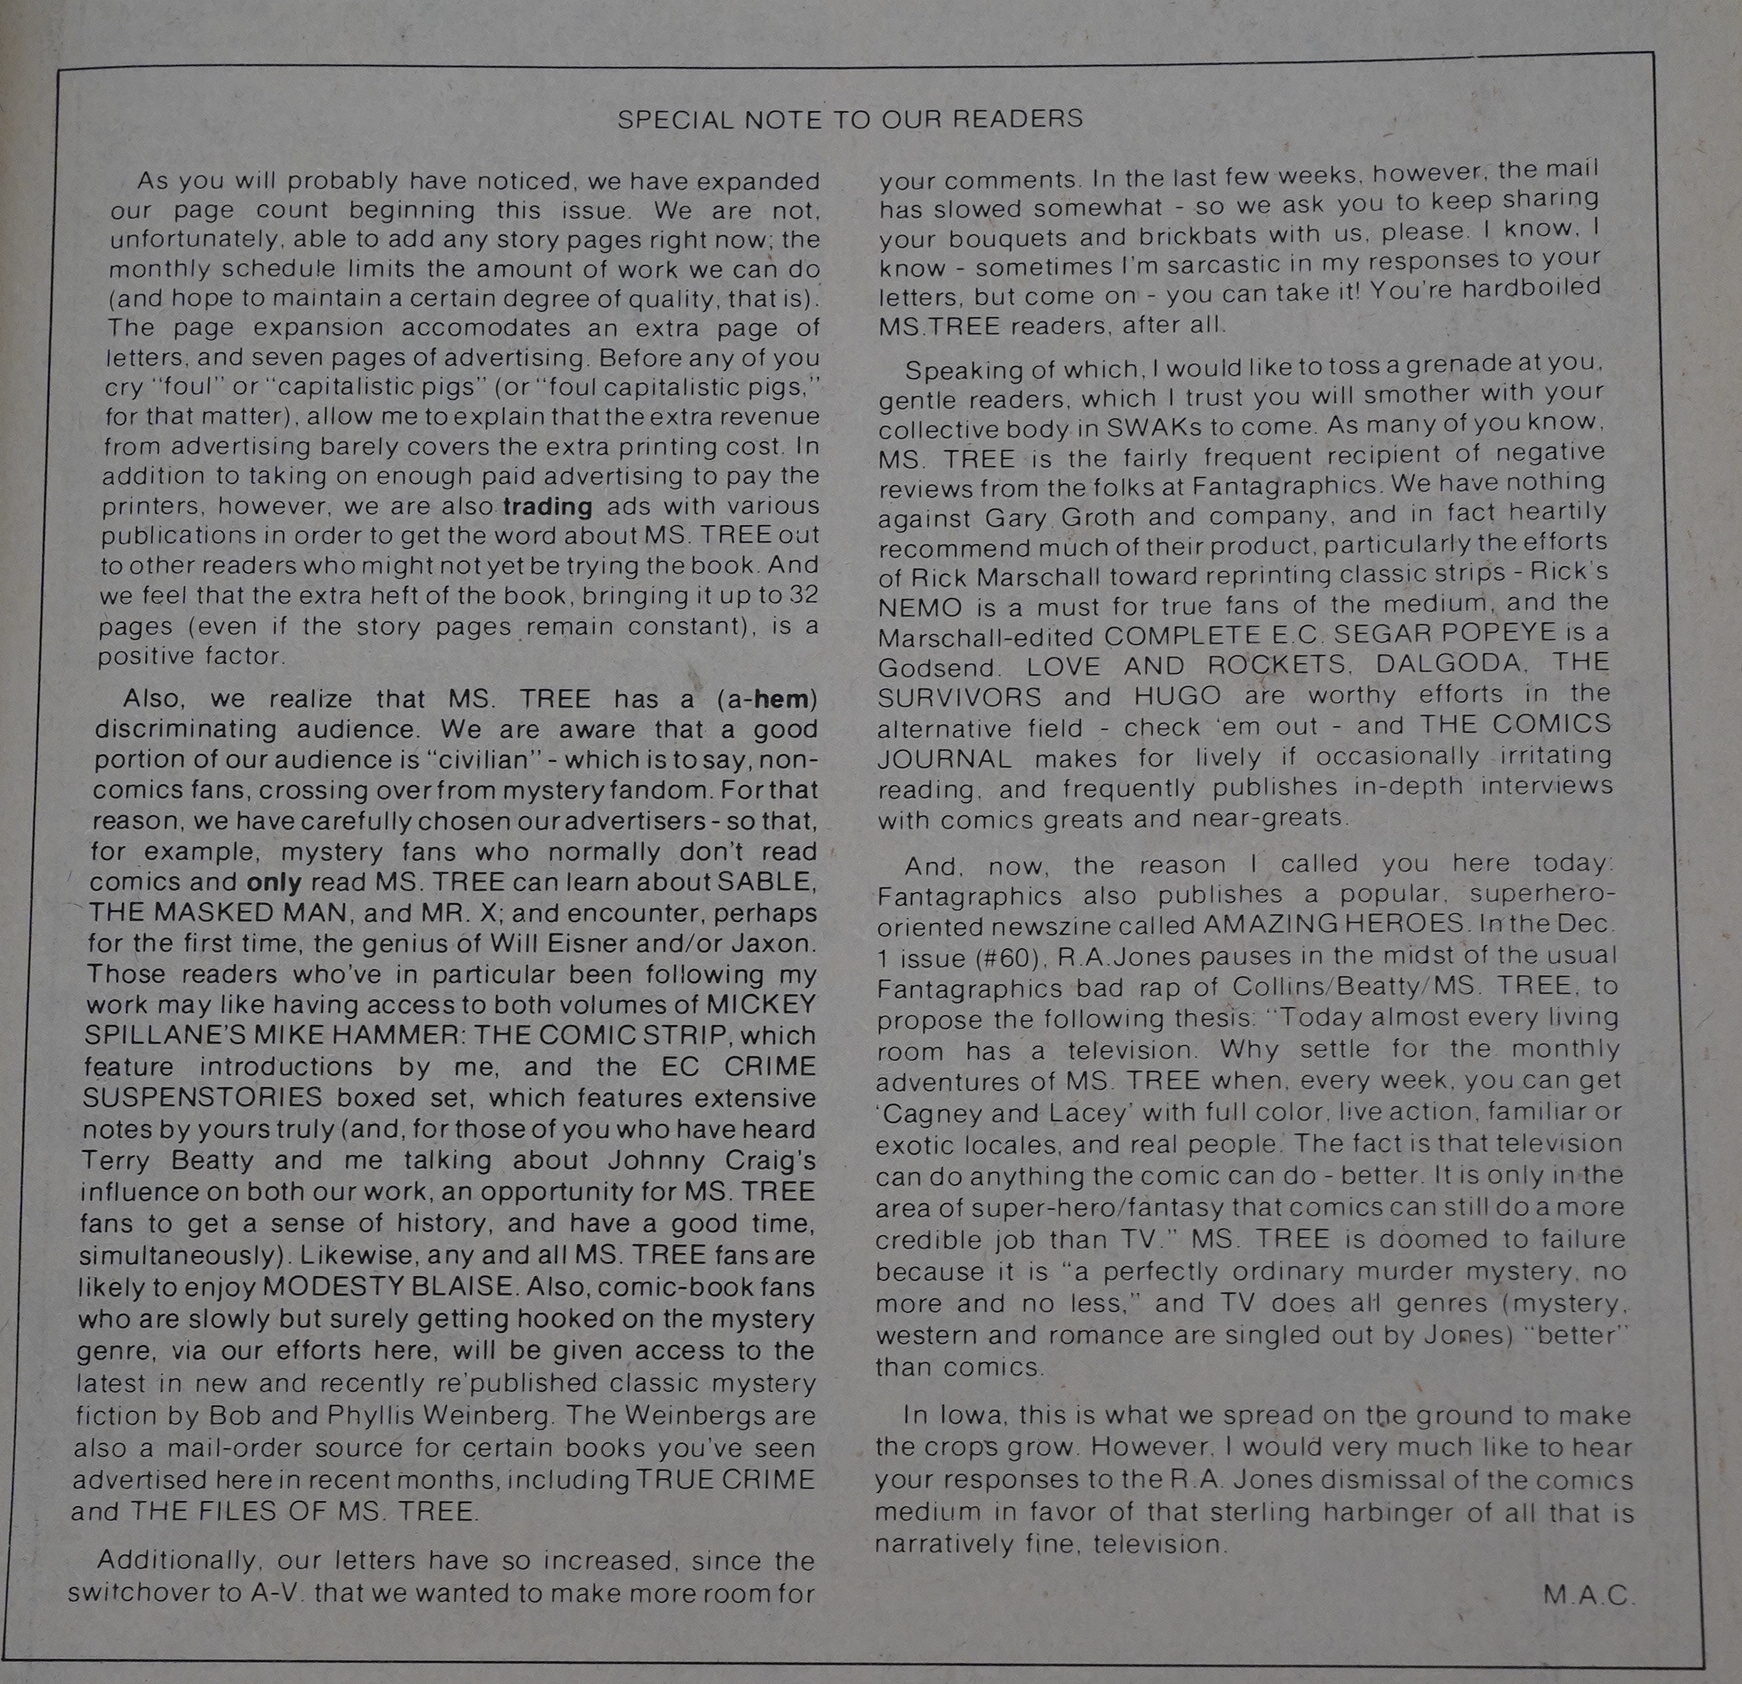 SPECIAL NOTE TO OUR READERS
As you will probably have noticed, we have expanded
our page count beginning this issue. We are not,
unfortunately, able to add any story pages right now; the
monthly schedule limits the amount of work we can do
(and hope to maintain a certain degree of quality, that is).
The page expansion accomodates an extra page of
letters, and seven pages of advertising. Before any of you
cry "foul" or "capitalistic pigs" (or "foul capitalistic pigs,"
for that matter), allow me to explain that the extra revenue
from advertising barely covers the extra printing cost. In
addition to taking on enough paid advertising to pay the
printers, however, we are also trading ads with various
publications in order to get the word about MS. TREE out
to other readers who might not yet be trying the book. And
we feel that the extra heft of the book, bringing it up to 32
pages (even if the story pages remain constant), is a
positive factor.
Also, we realize that MS. TREE has a (a-hem)
discriminating audience. We are aware that a good
portion of our audience is "civilian" - which is to say, non-
comics fans, crossing over from mystery fandom. For that
reason, we have carefully chosen our advertisers - so that,
for example, mystery fans who normally don't read
comics and only read MS. TREE can learn about SABLE,
THE MASKED MAN, and MR. X; and encounter, perhaps
for the first time, the genius of Will Eisner and/or Jaxon.
Those readers who've in particular been following my
work may like having access to both volumes of MICKEY
SPILLANE'S MIKE HAMMER: THE COMIC STRIP, which
feature introductions by me, and the EC CRIME
SUSPENSTORIES boxed set, which features extensive
notes by yours truly (and, for those of you who have heard
Terry Beatty and me talking about Johnny Craig's
influence on both our work, an opportunity for MS. TREE
fans to get a sense of history, and have a good time,
simultaneously). Likewise, any and all MS. TREE fans are
likely to enjoy MODESTY BLAISE. Also, comic-book fans
who are slowly but surely getting hooked on the mystery
genre, via our efforts here, will be given access to the
latest in new and recently re'published classic mystery
fiction by Bob and Phyllis Weinberg. The Weinbergs are
also a mail-order source for certain books you've seen
advertised here in recent months, including TRUE CRIME
and THE FILES OF MS. TREE.
Additionally, our letters have so increased, since the
switchover to A-V. that we wanted to make more room for
your comments. In the last few weeks, however, the mail
has slowed somewhat - so we ask you to keep sharing
your bouquets and brickbats with us, please. I know, I
know - sometimes I'm sarcastic in my responses to your
letters, but come on - you can take it! You're hardboiled
MS.TREE readers, after all.
Speaking of which, I would like to toss a grenade at you,
gentle readers, which I trust you will smother with your
collective body in SWAKs to come. As many of you know,
MS. TREE is the fairly frequent recipient of negative
reviews from the folks at Fantagraphics. We have nothing
against Gary Groth and company, and in fact heartily
recommend much of their product, particularly the efforts
of Rick Marschall toward reprinting classic strips - Rick's
NEMO is a must for true fans of the medium, and the
Marschall-edited COMPLETE E.C. SEGAR POPEYE is a
Godsend. LOVE AND ROCKETS, DALGODA, THE
SURVIVORS and HUGO are worthy efforts in the
alternative field - check 'em out - and THE COMICS
JOURNAL makes for lively if occasionally irritating
reading, and frequently publishes in-depth interviews
with comics greats and near-greats.
And, now, the reason I called you here today:
Fantagraphics also publishes a popular, superhero-
oriented newszine called AMAZING HEROES. In the Dec.
1 issue (#60), R.A.Jones pauses in the midst of the usual
Fantagraphics bad rap of Collins/Beatty/MS. TREE, to
propose the following thesis: "Today almost every living
room has a television. Why settle for the monthly
adventures of MS. TREE when, every week, you can get
'Cagney and Lacey' with full color, live action, familiar or
exotic locales, and real people. The fact is that television
can do anything the comic can do - better. It is only in the
area of super-hero/fantasy that comics can still do a more
credible job than TV." MS. TREE is doomed to failure
because it is "a perfectly ordinary murder mystery, no
more and no less," and TV does all genres (mystery,
western and romance are singled out by Jones) "better"
than comics.
In Iowa, this is what we spread on the ground to make
the crops grow. However, I would very much like to hear
your responses to the R.A. Jones dismissal of the comics
medium in favor of that sterling harbinger of all that is
narratively fine, television.
M.A.C.